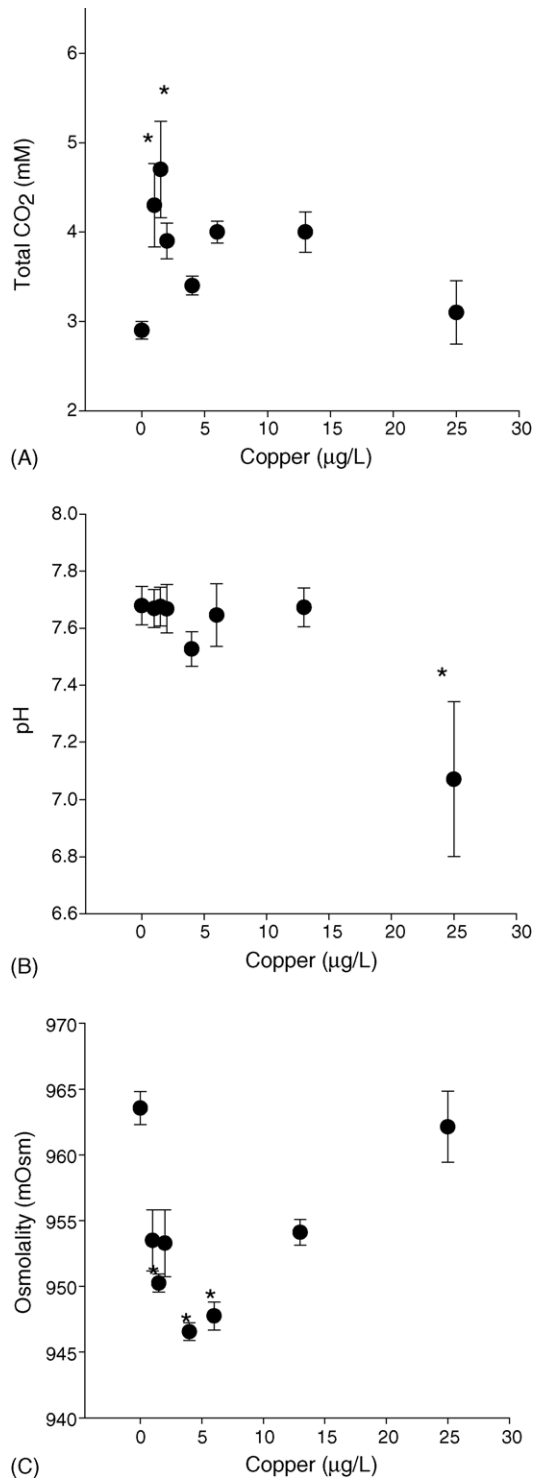 6
5
4
3
2
Total CO2 (mM)
*
*
0 5 10 15 20 25 30
(A)
Copper (μg/L)
8.0
7.8
7.6
7.4
7.2
7.0
6.8
6.6
pH
*
0 5 10 15 20 25 30
(B)
Copper (μg/L)
970
965
960
955
950
945
940
Osmolality (mOsm)
*
*
*
0 5 10 15 20 25 30
(C)
Copper (μg/L)